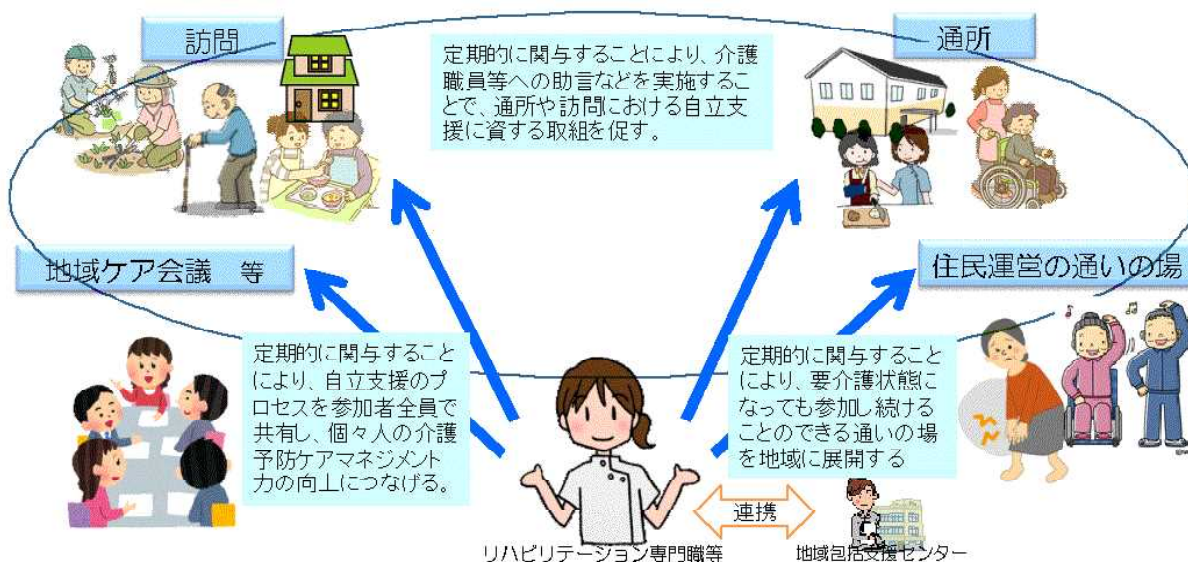 訪問
定期的に関与することにより、介護
職員等への助言などを実施するこ
とで、通所や訪問における自立支
援に資する取組を促す。
通所
地域ケア会議 等
住民運営の通いの場
定期的に関与すること
により、自立支援のプ
ロセスを参加者全員で
共有し、個々人の介護
予防ケアマネジメント
力の向上につなげる。
定期的に関与すること
により、要介護状態に
なっても参加し続ける
ことのできる通いの場
を地域に展開する
連携
リハビリテーション専門職等
地域包括支援センター